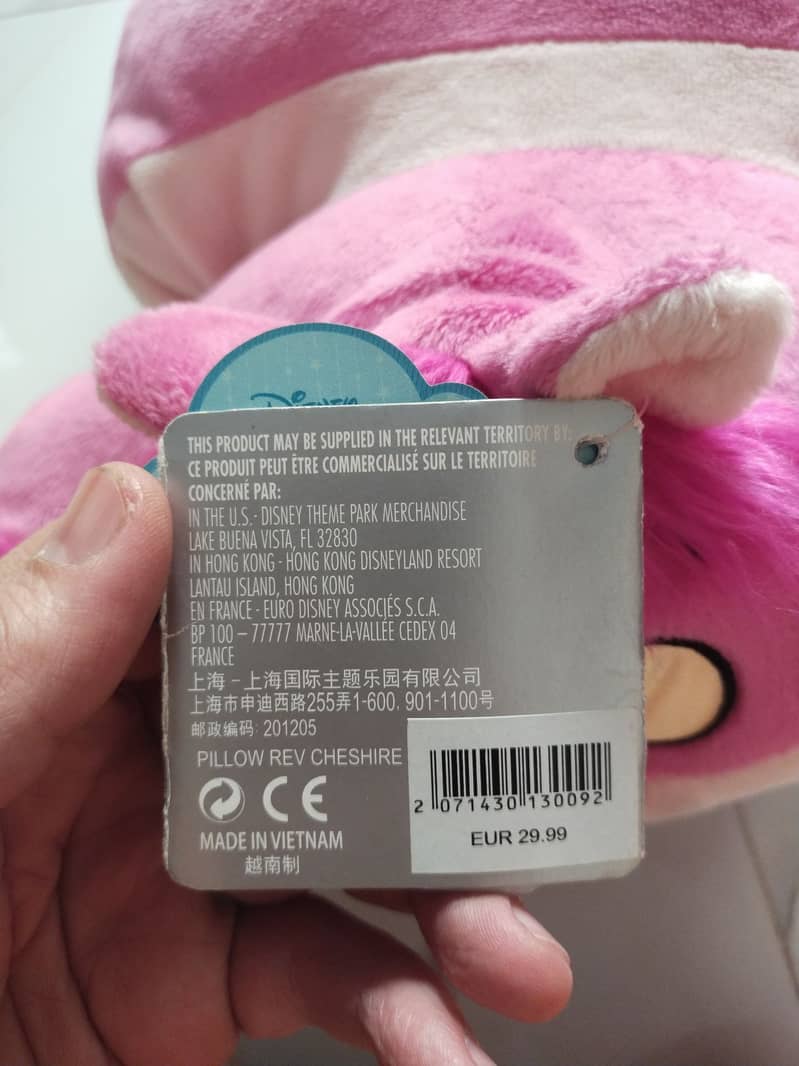 Disney
THIS PRODUCT MAY BE SUPPLIED IN THE RELEVANT TERRITORY BY:
CE PRODUIT PEUT ÊTRE COMMERCIALISÉ SUR LE TERRITOIRE
CONCERNÉ PAR:
IN THE U.S.- DISNEY THEME PARK MERCHANDISE
LAKE BUENA VISTA, FL 32830
IN HONG KONG - HONG KONG DISNEYLAND RESORT
LANTAU ISLAND, HONG KONG
EN FRANCE - EURO DISNEY ASSOCIÉS S.C.A.
BP 100 – 77777 MARNE-LA-VALLÉE CEDEX 04
FRANCE
上海 - 上海国际主题乐园有限公司
上海市申迪西路255弄1-600. 901-1100号
邮政编码: 201205
PILLOW REV CHESHIRE
CE
2 071430 130092
EUR 29.99
MADE IN VIETNAM
越南制